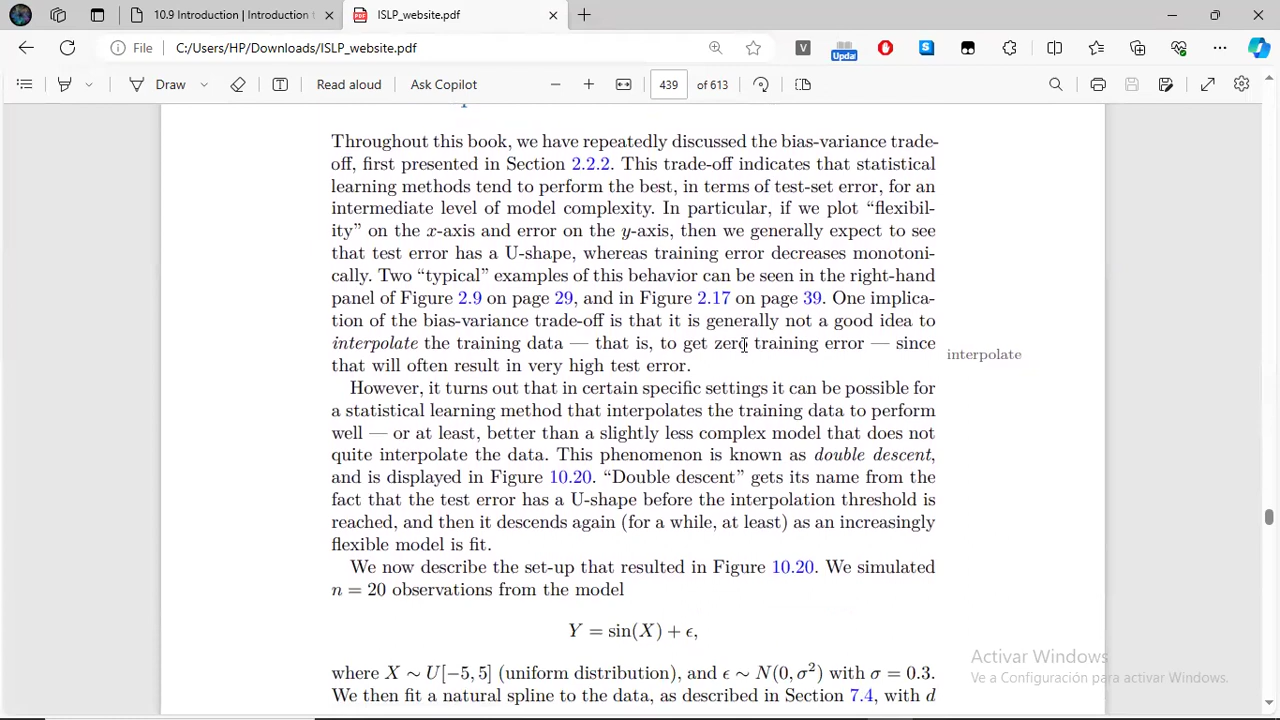 10.9 Introduction | Introduction t
ISLP_website.pdf
File
C:/Users/HP/Downloads/ISLP_website.pdf
V
Updat
S
Draw
Read aloud
Ask Copilot
439
of 613
Throughout this book, we have repeatedly discussed the bias-variance trade-
off, first presented in Section 2.2.2. This trade-off indicates that statistical
learning methods tend to perform the best, in terms of test-set error, for an
intermediate level of model complexity. In particular, if we plot “flexibil-
ity” on the x-axis and error on the y-axis, then we generally expect to see
that test error has a U-shape, whereas training error decreases monotoni-
cally. Two “typical” examples of this behavior can be seen in the right-hand
panel of Figure 2.9 on page 29, and in Figure 2.17 on page 39. One implica-
tion of the bias-variance trade-off is that it is generally not a good idea to
interpolate the training data — that is, to get zero training error — since
interpolate
that will often result in very high test error.
However, it turns out that in certain specific settings it can be possible for
a statistical learning method that interpolates the training data to perform
well — or at least, better than a slightly less complex model that does not
quite interpolate the data. This phenomenon is known as double descent,
and is displayed in Figure 10.20. “Double descent” gets its name from the
fact that the test error has a U-shape before the interpolation threshold is
reached, and then it descends again (for a while, at least) as an increasingly
flexible model is fit.
We now describe the set-up that resulted in Figure 10.20. We simulated
n = 20 observations from the model
Y = sin(X) + ϵ,
where X ∼ U[−5, 5] (uniform distribution), and ϵ ∼ N(0, σ²) with σ = 0.3.
We then fit a natural spline to the data, as described in Section 7.4, with d
Activar Windows
Ve a Configuración para activar Windows.